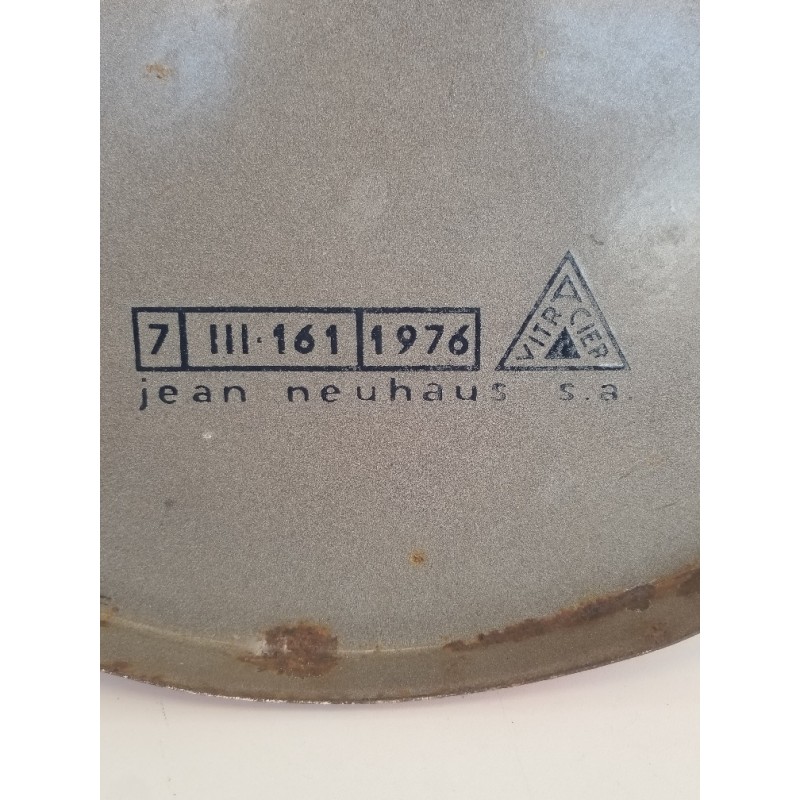 7 III·161 1976
VITRACIER
jean neuhaus s.a.